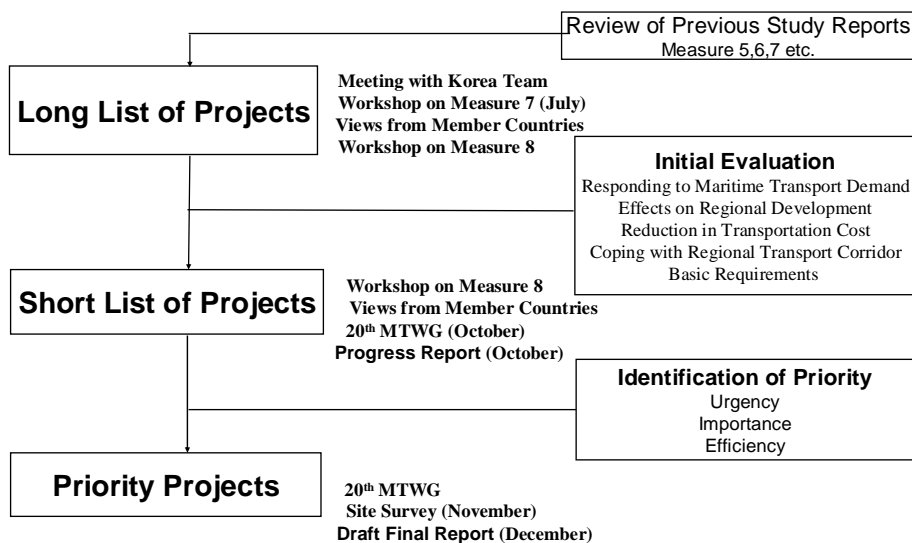 Review of Previous Study Reports
Measure 5,6,7 etc.
Long List of Projects
Meeting with Korea Team
Workshop on Measure 7 (July)
Views from Member Countries
Workshop on Measure 8
Initial Evaluation
Responding to Maritime Transport Demand
Effects on Regional Development
Reduction in Transportation Cost
Coping with Regional Transport Corridor
Basic Requirements
Short List of Projects
Workshop on Measure 8
Views from Member Countries
20th MTWG (October)
Progress Report (October)
Identification of Priority
Urgency
Importance
Efficiency
Priority Projects
20th MTWG
Site Survey (November)
Draft Final Report (December)